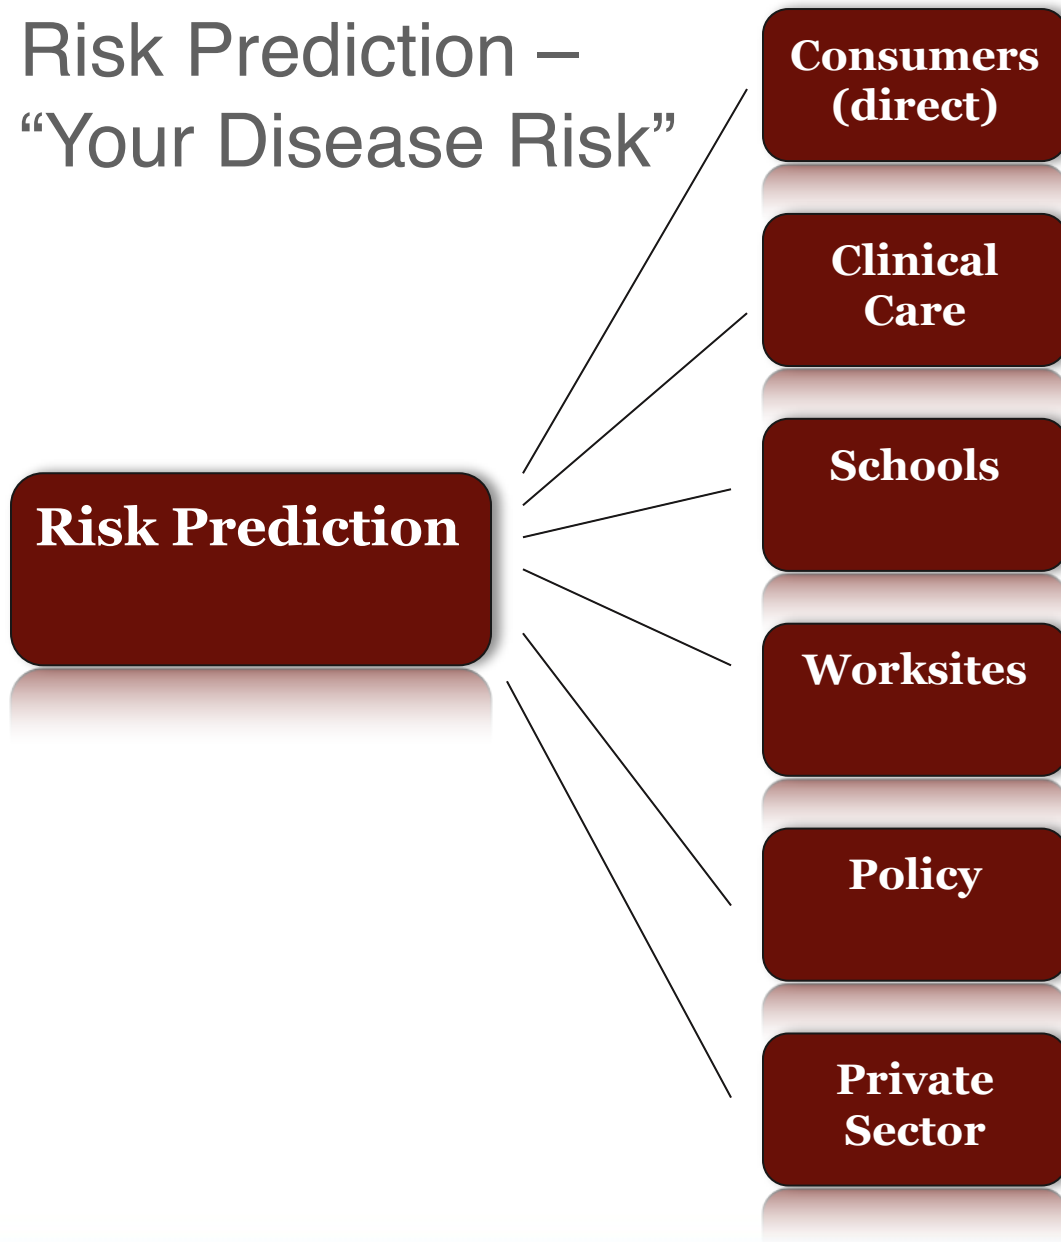 Risk Prediction –
“Your Disease Risk”
Risk Prediction
Consumers
(direct)
Clinical
Care
Schools
Worksites
Policy
Private
Sector